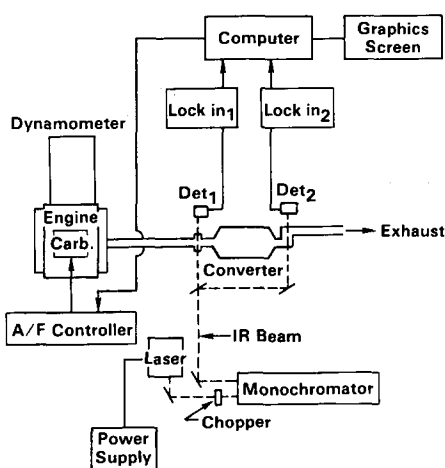 Computer
Graphics
Screen
Lock in1
Lock in2
Dynamometer
Det1
Det2
Engine
Carb.
Exhaust
Converter
A/F Controller
IR Beam
Laser
Monochromator
Chopper
Power
Supply